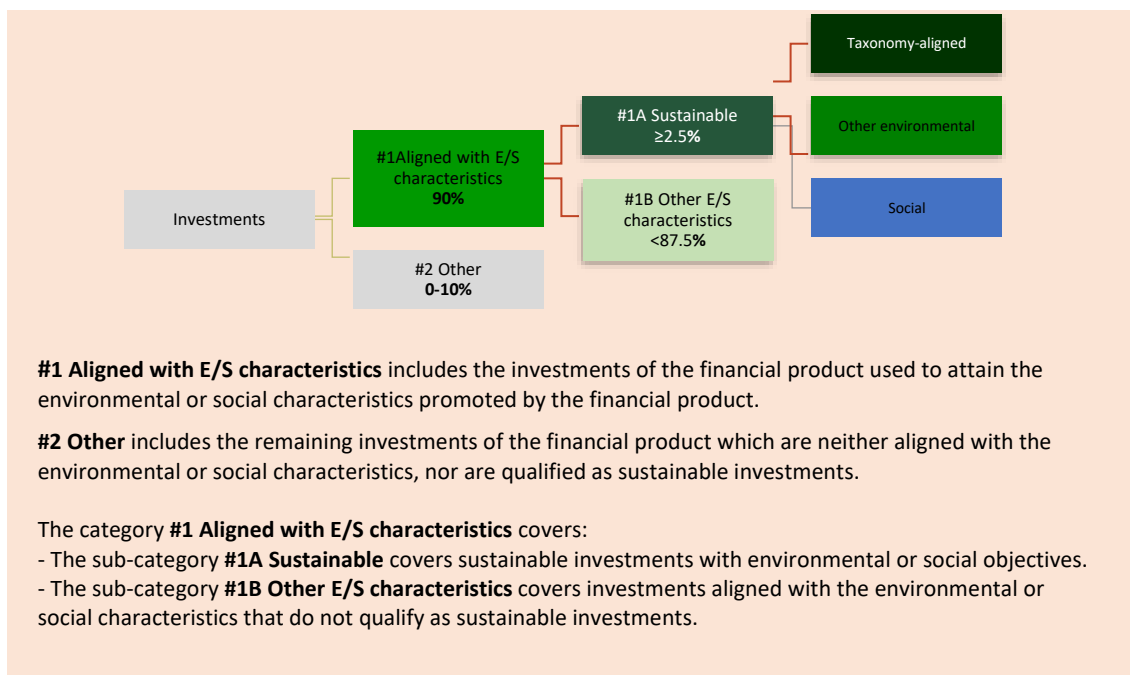 Taxonomy-aligned
#1A Sustainable
≥2.5%
Other environmental
#1Aligned with E/S
characteristics
90%
#1B Other E/S
characteristics
<87.5%
Social
Investments
#2 Other
0-10%
#1 Aligned with E/S characteristics includes the investments of the financial product used to attain the
environmental or social characteristics promoted by the financial product.
#2 Other includes the remaining investments of the financial product which are neither aligned with the
environmental or social characteristics, nor are qualified as sustainable investments.
The category #1 Aligned with E/S characteristics covers:
- The sub-category #1A Sustainable covers sustainable investments with environmental or social objectives.
- The sub-category #1B Other E/S characteristics covers investments aligned with the environmental or
social characteristics that do not qualify as sustainable investments.